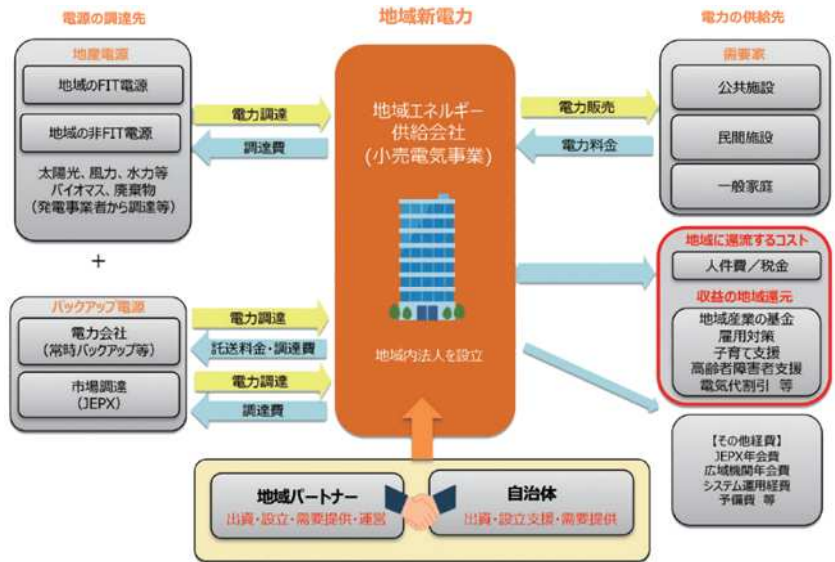 電源の調達先
地産電源
地域のFIT電源
地域の非FIT電源
太陽光、風力、水力等
バイオマス、廃棄物
(発電事業者から調達等)
+
バックアップ電源
電力会社
(常時バックアップ等)
市場調達
(JEPX)
電力調達
調達費
電力調達
託送料金・調達費
電力調達
調達費
地域新電力
地域エネルギー
供給会社
(小売電気事業)
地域内法人を設立
地域パートナー
出資・設立・需要提供・運営
自治体
出資・設立支援・需要提供
電力販売
電力料金
電力の供給先
需要家
公共施設
民間施設
一般家庭
地域に還流するコスト
人件費/税金
収益の地域還元
地域産業の基金
雇用対策
子育て支援
高齢者障害者支援
電気代割引 等
【その他経費】
JEPX年会費
広域機関年会費
システム運用経費
予備費 等